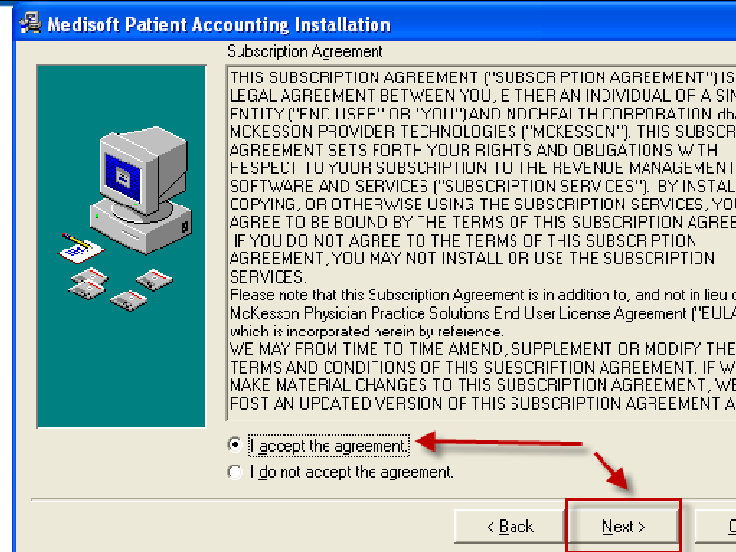 Medisoft Patient Accounting Installation
Subscription Agreement
THIS SUBSCRIPTION AGREEMENT ("SUBSCRIPTION AGREEMENT") IS
LEGAL AGREEMENT BETWEEN YOU, EITHER AN INDIVIDUAL OF A SIN
ENTITY ("END USER" OR "YOU") AND NDCHEALTH CORPORATION db
MCKESSON PROVIDER TECHNOLOGIES ("MCKESSON"). THIS SUBSCR
AGREEMENT SETS FORTH YOUR RIGHTS AND OBLIGATIONS WITH
RESPECT TO YOUR SUBSCRIPTION TO THE REVENUE MANAGEMENT
SOFTWARE AND SERVICES ("SUBSCRIPTION SERVICES"). BY INSTAL
COPYING, OR OTHERWISE USING THE SUBSCRIPTION SERVICES, YOU
AGREE TO BE BOUND BY THE TERMS OF THIS SUBSCRIPTION AGREE
IF YOU DO NOT AGREE TO THE TERMS OF THIS SUBSCRIPTION
AGREEMENT, YOU MAY NOT INSTALL OR USE THE SUBSCRIPTION
SERVICES.
Please note that this Subscription Agreement is in addition to, and not in lieu o
McKesson Physician Practice Solutions End User License Agreement ("EULA
which is incorporated herein by reference.
WE MAY FROM TIME TO TIME AMEND, SUPPLEMENT OR MODIFY THE
TERMS AND CONDITIONS OF THIS SUBSCRIPTION AGREEMENT. IF W
MAKE MATERIAL CHANGES TO THIS SUBSCRIPTION AGREEMENT, WE
POST AN UPDATED VERSION OF THIS SUBSCRIPTION AGREEMENT A
I accept the agreement.
I do not accept the agreement.
< Back
Next >